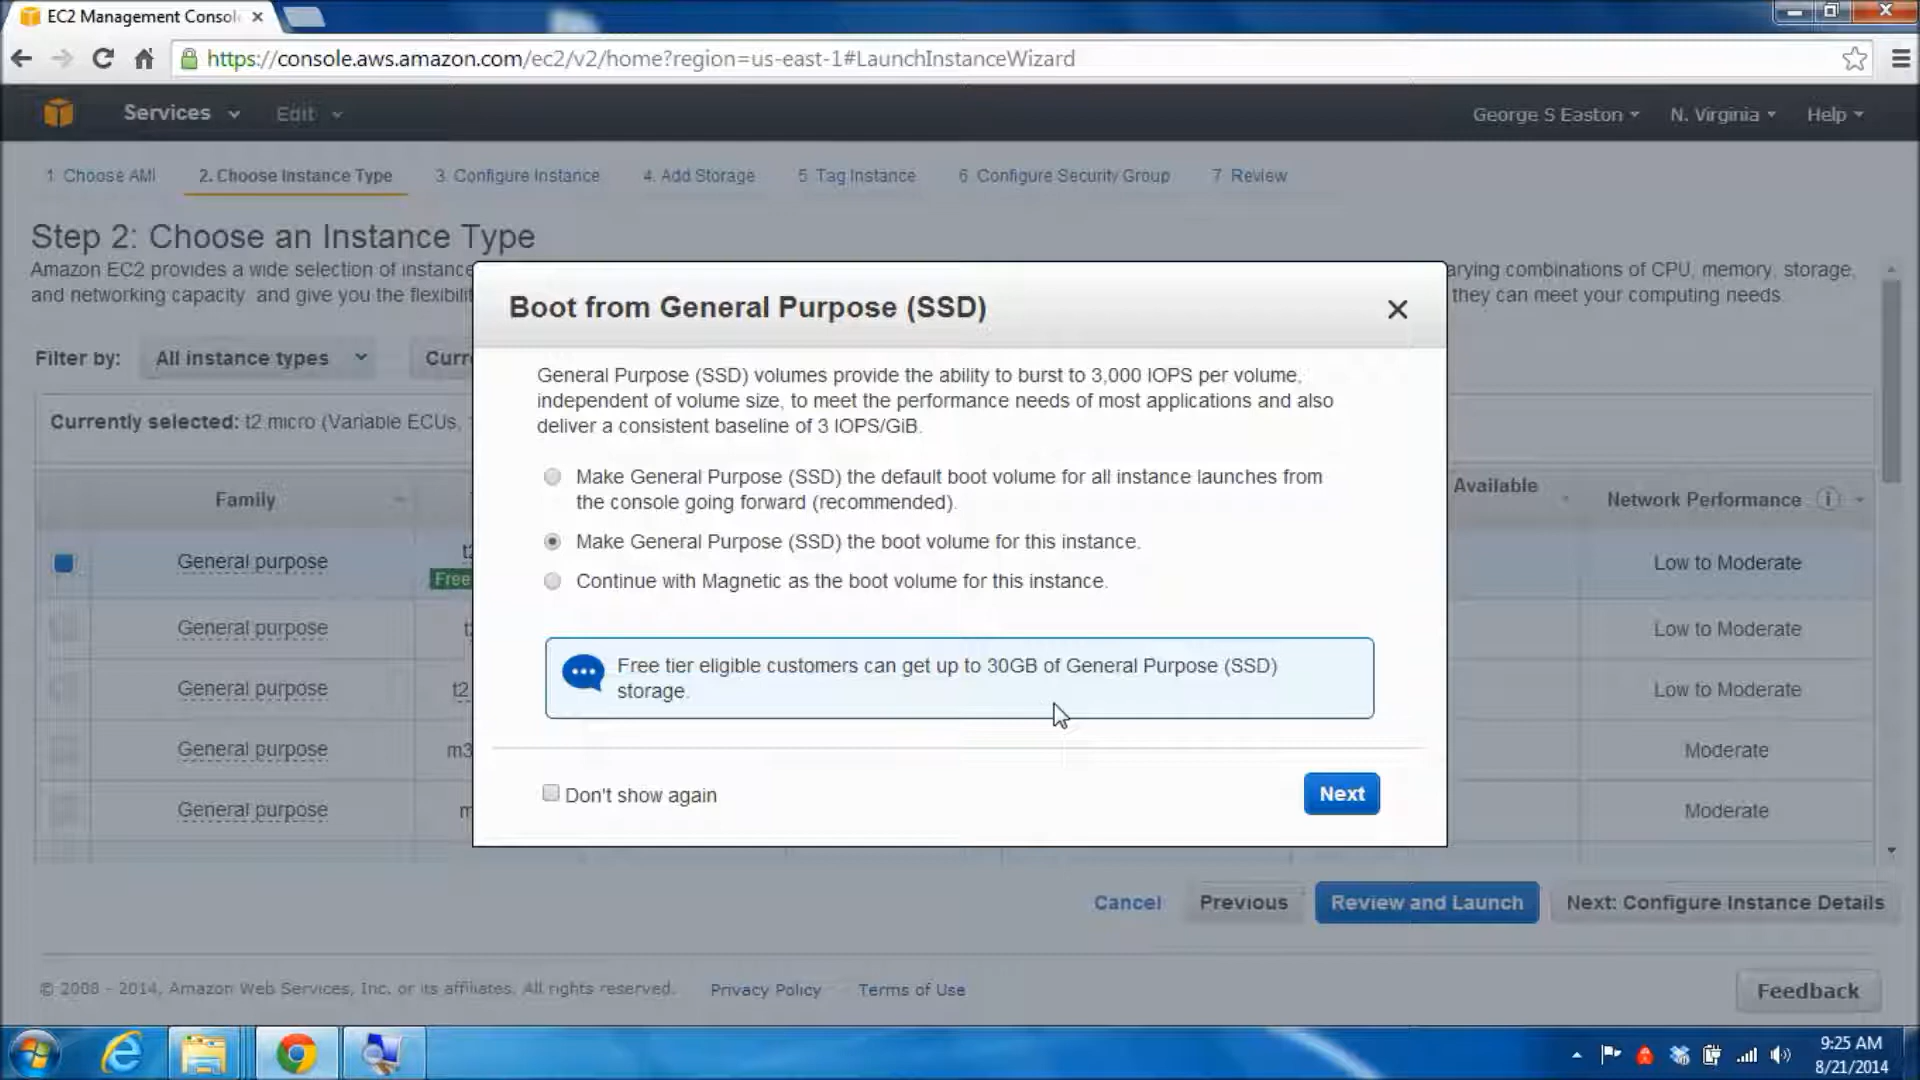 EC2 Management Consol
https://console.aws.amazon.com/ec2/v2/home?region=us-east-1#LaunchInstanceWizard
Services Edit George S Easton N. Virginia Help
1. Choose AMI 2. Choose Instance Type 3. Configure Instance 4. Add Storage 5. Tag Instance 6. Configure Security Group 7. Review
Step 2: Choose an Instance Type
Amazon EC2 provides a wide selection of instance arying combinations of CPU, memory, storage,
and networking capacity, and give you the flexibilit they can meet your computing needs.
Filter by: All instance types Curr
Currently selected: t2.micro (Variable ECUs,
Family Available Network Performance
General purpose Low to Moderate
Free
General purpose Low to Moderate
General purpose t2 Low to Moderate
General purpose m3 Moderate
General purpose Moderate
Boot from General Purpose (SSD)
General Purpose (SSD) volumes provide the ability to burst to 3,000 IOPS per volume,
independent of volume size, to meet the performance needs of most applications and also
deliver a consistent baseline of 3 IOPS/GiB.
Make General Purpose (SSD) the default boot volume for all instance launches from
the console going forward (recommended).
Make General Purpose (SSD) the boot volume for this instance.
Continue with Magnetic as the boot volume for this instance.
Free tier eligible customers can get up to 30GB of General Purpose (SSD)
storage.
Don't show again Next
Cancel Previous Review and Launch Next: Configure Instance Details
© 2008 - 2014, Amazon Web Services, Inc. or its affiliates. All rights reserved. Privacy Policy Terms of Use Feedback
9:25 AM
8/21/2014